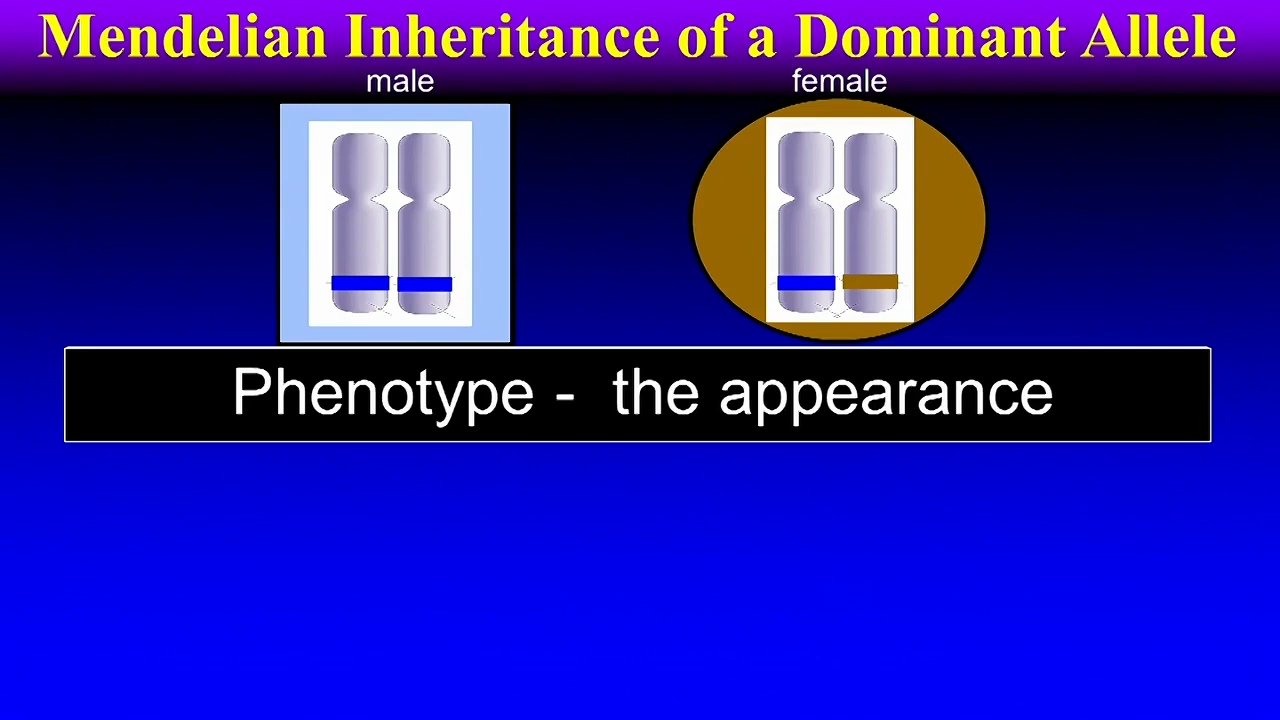 Mendelian Inheritance of a Dominant Allele
male female
Phenotype - the appearance